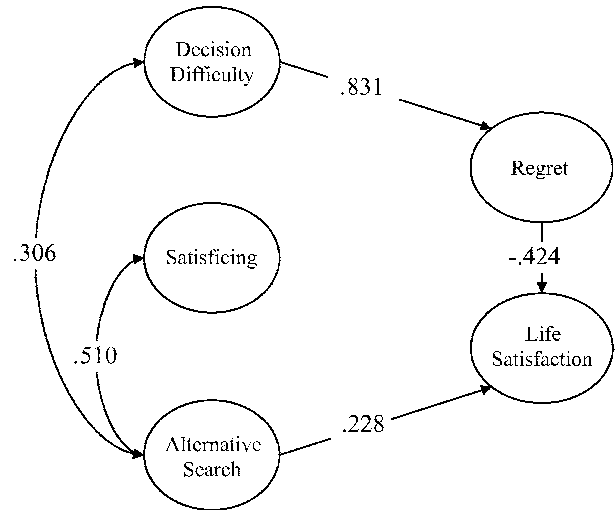 Decision
Difficulty
.831
Regret
.306
Satisficing
-.424
.510
Life
Satisfaction
.228
Alternative
Search